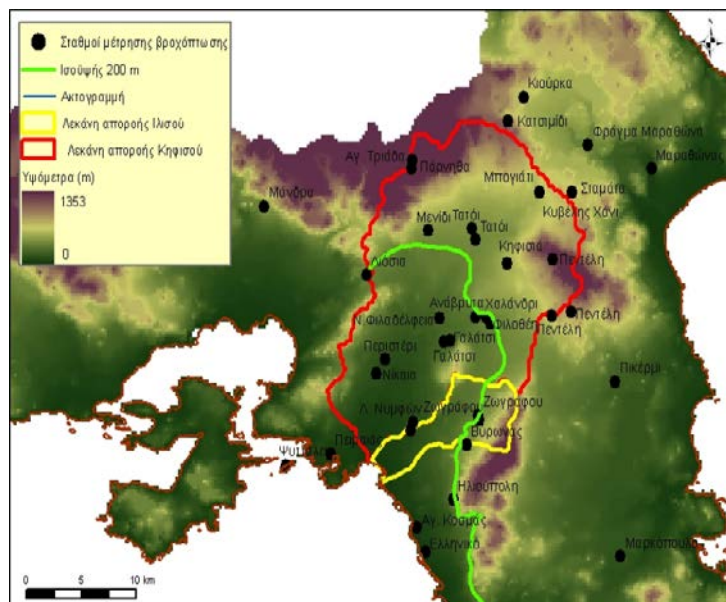 Σταθμοί μέτρησης βροχόπτωσης
Ισοϋψής 200 m
Ακτογραμμή
Λεκάνη απορροής Ιλισού
Λεκάνη απορροής Κηφισού
Υψόμετρα (m)
1353
0
Κιούρκα
Κατσιμίδι
Φράγμα Μαραθώνα
Μαραθώνας
Αγ. Τριάδα
Πάρνηθα
Μπογιάτι
Σταμάτα
Μάνδρα
Κυβέλης Χάνι
Μενίδι
Τατόι
Τατόι
Κηφισιά
Πεντέλη
Λιόσια
Ανάβρυτα
Χαλάνδρι
Πεντέλη
Πεντέλη
Ν. Φιλαδέλφεια
Φιλοθέη
Γαλάτσι
Γαλάτσι
Περιστέρι
Νίκαια
Πικέρμι
Λ. Νυμφών
Ζωγράφου
Ζωγράφου
Βύρωνας
Ηλιούπολη
Αγ. Κοσμάς
Ελληνικό
Μαρκόπουλο
0 5 10 km